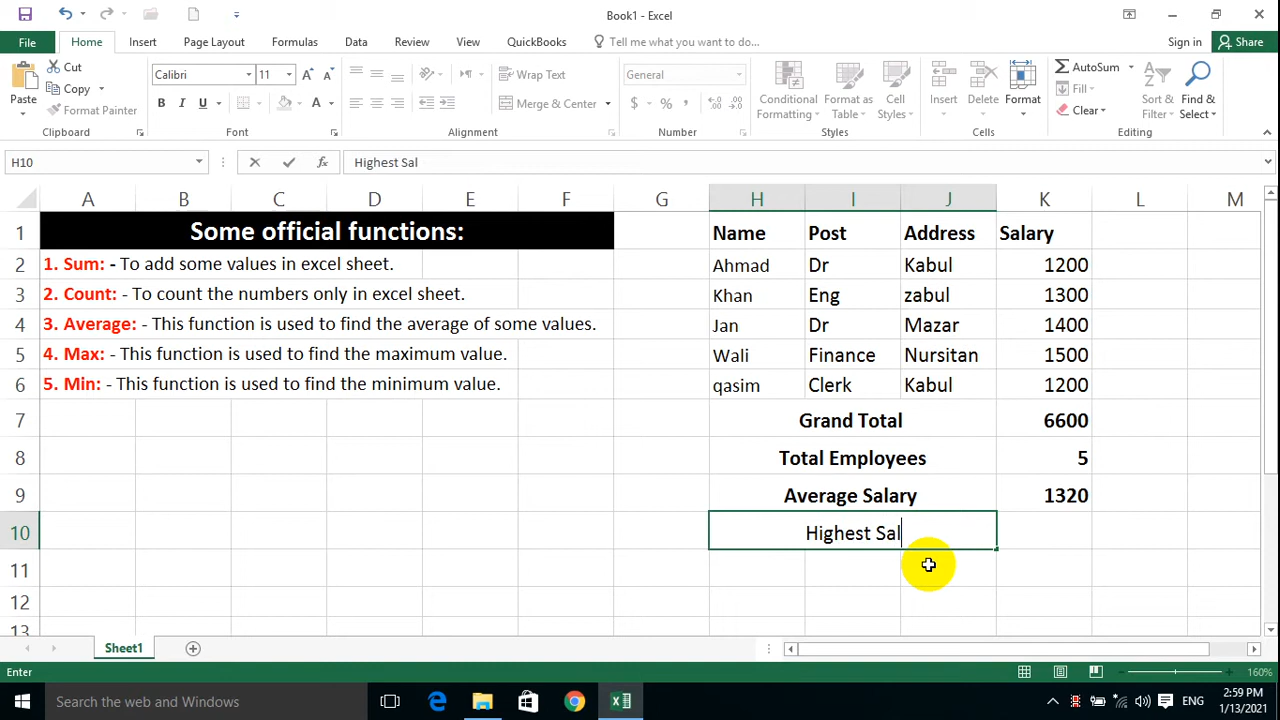 Book1 - Excel
File Home Insert Page Layout Formulas Data Review View QuickBooks Tell me what you want to do... Sign in Share
Paste Cut Copy Format Painter
Calibri 11 B I U A A A
Wrap Text Merge & Center
General $ % ,
Conditional Formatting Format as Table Cell Styles
Insert Delete Format
AutoSum Fill Clear Sort & Filter Find & Select
Clipboard Font Alignment Number Styles Cells Editing
H10 fx Highest Sal
A B C D E F G H I J K L M
1 Some official functions: Name Post Address Salary
2 1. Sum: - To add some values in excel sheet. Ahmad Dr Kabul 1200
3 2. Count: - To count the numbers only in excel sheet. Khan Eng zabul 1300
4 3. Average: - This function is used to find the average of some values. Jan Dr Mazar 1400
5 4. Max: - This function is used to find the maximum value. Wali Finance Nursitan 1500
6 5. Min: - This function is used to find the minimum value. qasim Clerk Kabul 1200
7 Grand Total 6600
8 Total Employees 5
9 Average Salary 1320
10 Highest Sal
11
12
13
Sheet1
Enter 160%
Search the web and Windows ENG 2:59 PM
1/13/2021